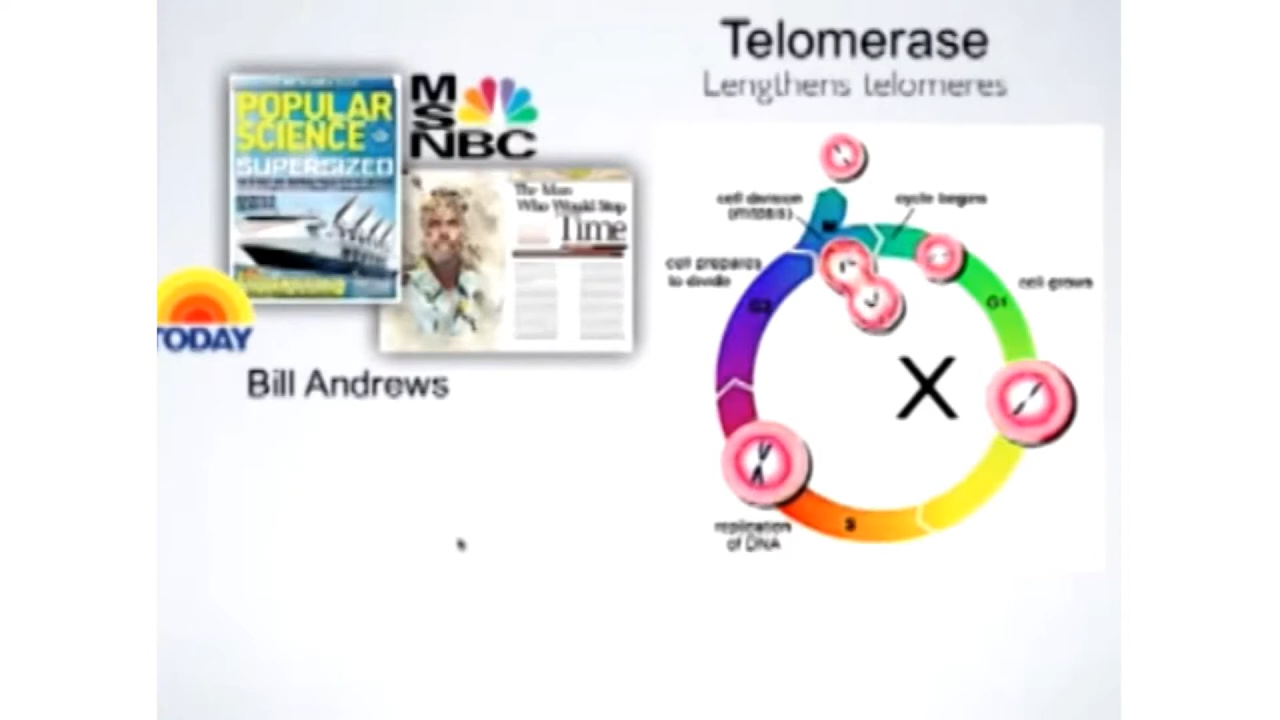 Telomerase
Lengthens telomeres
POPULAR
SCIENCE
SUPERSIZED
M
S
NBC
The Man
Who Would Stop
Time
TODAY
Bill Andrews
cell division
(mitosis)
cycle begins
cell prepares
to divide
cell grows
G2
G1
X
replication
of DNA
S